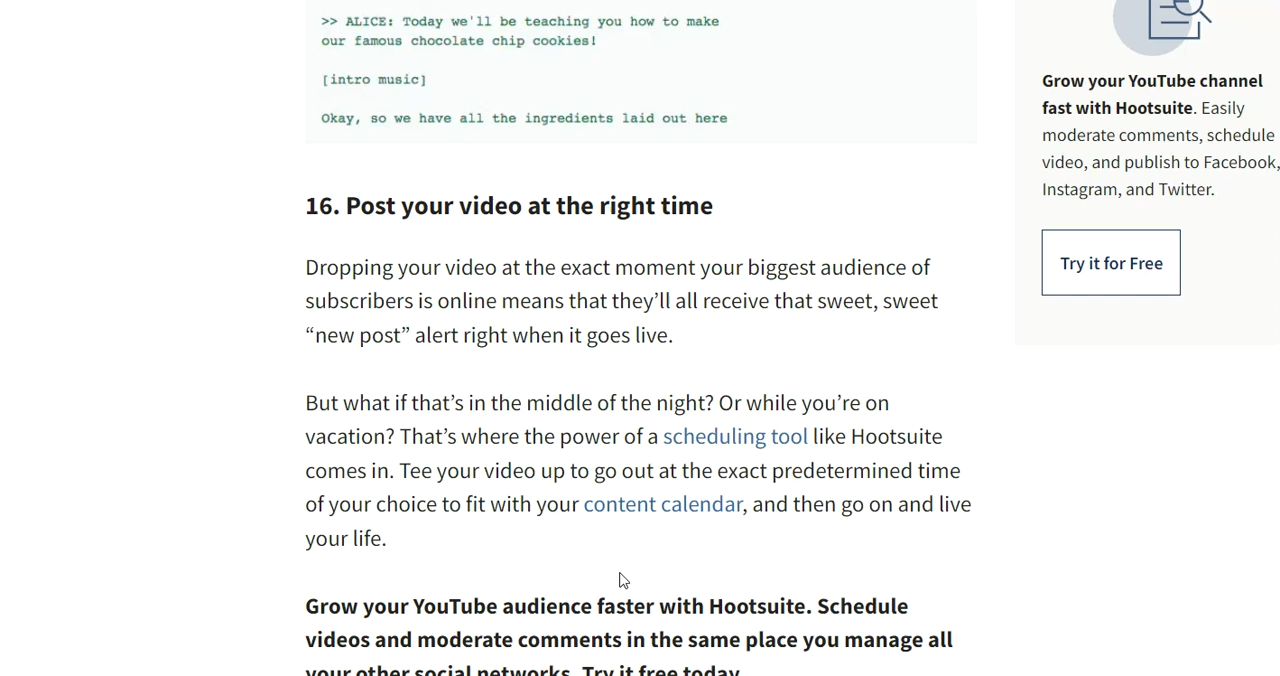 >> ALICE: Today we'll be teaching you how to make
our famous chocolate chip cookies!
[intro music]
Okay, so we have all the ingredients laid out here
16. Post your video at the right time
Dropping your video at the exact moment your biggest audience of
subscribers is online means that they’ll all receive that sweet, sweet
“new post” alert right when it goes live.
But what if that’s in the middle of the night? Or while you’re on
vacation? That’s where the power of a scheduling tool like Hootsuite
comes in. Tee your video up to go out at the exact predetermined time
of your choice to fit with your content calendar, and then go on and live
your life.
Grow your YouTube audience faster with Hootsuite. Schedule
videos and moderate comments in the same place you manage all
your other social networks. Try it free today.
Grow your YouTube channel
fast with Hootsuite. Easily
moderate comments, schedule
video, and publish to Facebook,
Instagram, and Twitter.
Try it for Free